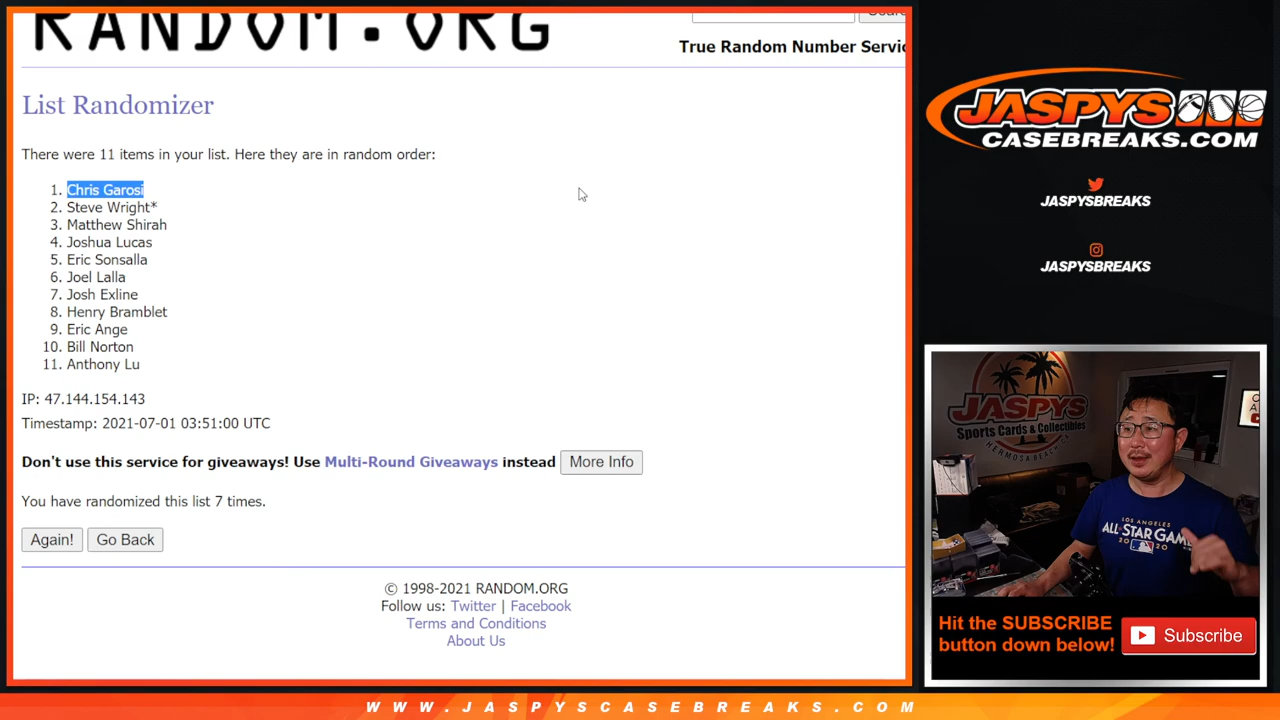 RANDOM.ORG
True Random Number Servic
List Randomizer
There were 11 items in your list. Here they are in random order:
1. Chris Garosi
2. Steve Wright*
3. Matthew Shirah
4. Joshua Lucas
5. Eric Sonsalla
6. Joel Lalla
7. Josh Exline
8. Henry Bramblet
9. Eric Ange
10. Bill Norton
11. Anthony Lu
IP: 47.144.154.143
Timestamp: 2021-07-01 03:51:00 UTC
Don't use this service for giveaways! Use Multi-Round Giveaways instead More Info
You have randomized this list 7 times.
Again! Go Back
© 1998-2021 RANDOM.ORG
Follow us: Twitter | Facebook
Terms and Conditions
About Us
JASPYS
CASEBREAKS.COM
JASPYSBREAKS
JASPYSBREAKS
JASPYS
Sports Cards & Collectibles
HERMOSA BEACH
LOS ANGELES
ALL-STAR GAME
2020
Hit the SUBSCRIBE
button down below!
Subscribe
WWW.JASPYSCASEBREAKS.COM